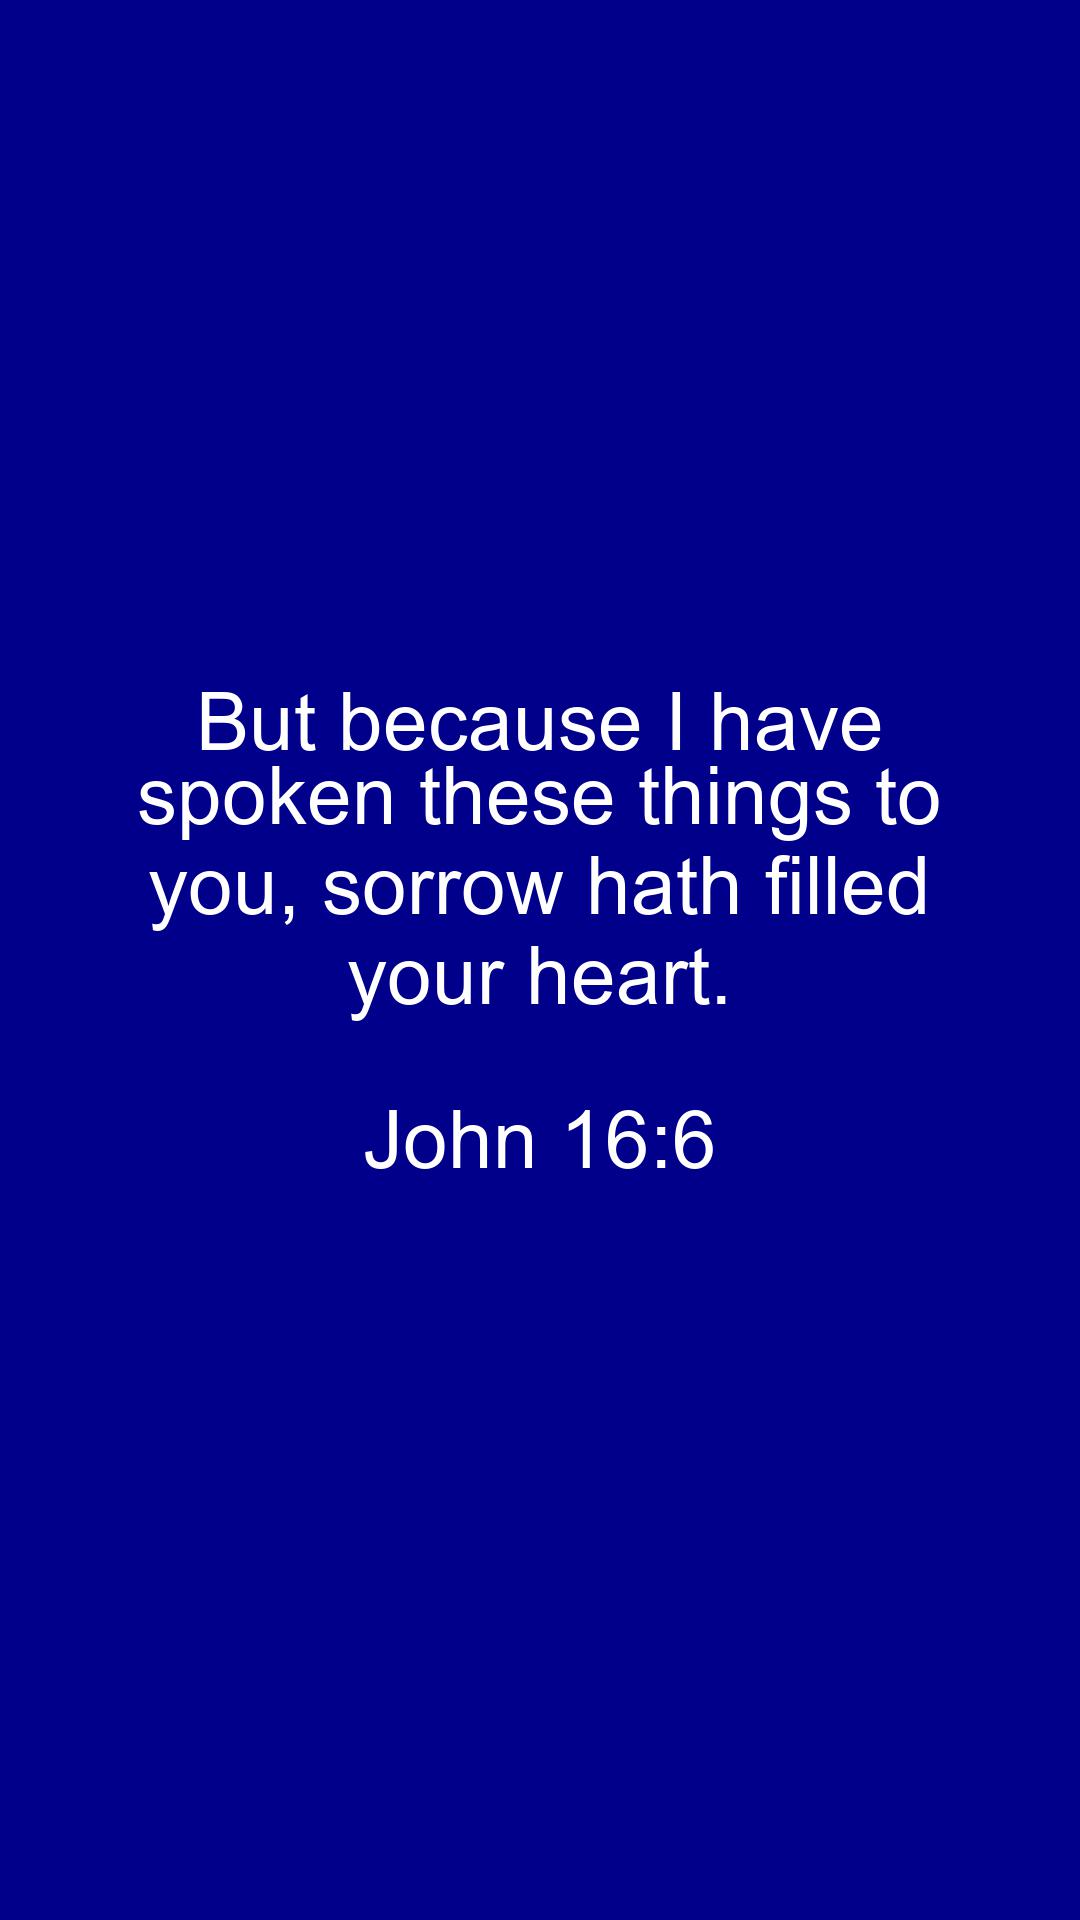 But because I have
spoken these things to
you, sorrow hath filled
your heart.
John 16:6